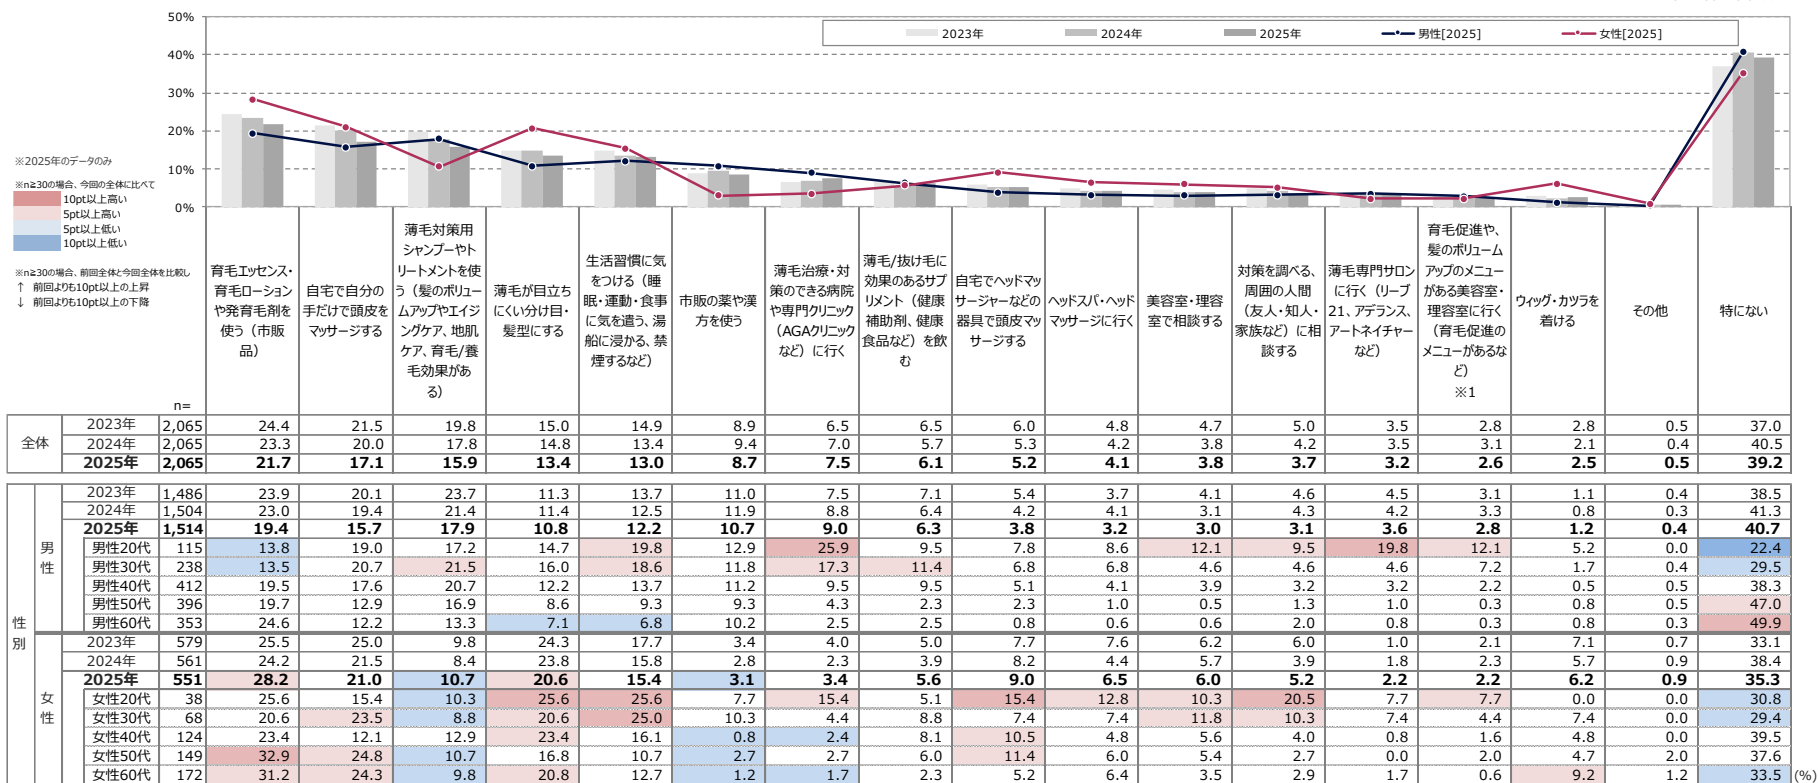 50%
40%
30%
20%
10%
0%
2023年 2024年 2025年 男性[2025] 女性[2025]
※2025年のデータのみ
※n≧30の場合、今回の全体に比べて
10pt以上高い
5pt以上高い
5pt以上低い
10pt以上低い
※n≧30の場合、前回全体と今回全体を比較し
↑ 前回よりも10pt以上の上昇
↓ 前回よりも10pt以上の下降
育毛エッセンス・
育毛ローション
や発育毛剤を
使う(市販
品)
自宅で自分の
手だけで頭皮を
マッサージする
薄毛対策用
シャンプーやト
リートメントを使
う(髪のボリュー
ムアップやエイジ
ングケア、地肌
ケア、育毛/養
毛効果があ
る)
薄毛が目立ち
にくい分け目・
髪型にする
生活習慣に気
をつける(睡
眠・運動・食事
に気を遣う、湯
船に浸かる、禁
煙するなど)
市販の薬や漢
方を使う
薄毛治療・対
策のできる病院
や専門クリニック
(AGAクリニック
など)に行く
薄毛/抜け毛に
効果のあるサプ
リメント(健康
補助剤、健康
食品など)を飲
む
自宅でヘッドマッ
サージャーなどの
器具で頭皮マッ
サージする
ヘッドスパ・ヘッド
マッサージに行く
美容室・理容
室で相談する
対策を調べる、
周囲の人間
(友人・知人・
家族など)に相
談する
薄毛専門サロン
に行く(リーブ
21、アデランス、
アートネイチャー
など)
育毛促進や、
髪のボリューム
アップのメニュー
がある美容室・
理容室に行く
(育毛促進の
メニューがあるな
ど)
※1
ウィッグ・カツラを
着ける
その他
特にない
n=
全体
2023年 2,065 24.4 21.5 19.8 15.0 14.9 8.9 6.5 6.5 6.0 4.8 4.7 5.0 3.5 2.8 2.8 0.5 37.0
2024年 2,065 23.3 20.0 17.8 14.8 13.4 9.4 7.0 5.7 5.3 4.2 3.8 4.2 3.5 3.1 2.1 0.4 40.5
2025年 2,065 21.7 17.1 15.9 13.4 13.0 8.7 7.5 6.1 5.2 4.1 3.8 3.7 3.2 2.6 2.5 0.5 39.2
性別
男性
2023年 1,486 23.9 20.1 23.7 11.3 13.7 11.0 7.5 7.1 5.4 3.7 4.1 4.6 4.5 3.1 1.1 0.4 38.5
2024年 1,504 23.0 19.4 21.4 11.4 12.5 11.9 8.8 6.4 4.2 4.1 3.1 4.3 4.2 3.3 0.8 0.3 41.3
2025年 1,514 19.4 15.7 17.9 10.8 12.2 10.7 9.0 6.3 3.8 3.2 3.0 3.1 3.6 2.8 1.2 0.4 40.7
男性20代 115 13.8 19.0 17.2 14.7 19.8 12.9 25.9 9.5 7.8 8.6 12.1 9.5 19.8 12.1 5.2 0.0 22.4
男性30代 238 13.5 20.7 21.5 16.0 18.6 11.8 17.3 11.4 6.8 6.8 4.6 4.6 4.6 7.2 1.7 0.4 29.5
男性40代 412 19.5 17.6 20.7 12.2 13.7 11.2 9.5 9.5 5.1 4.1 3.9 3.2 3.2 2.2 0.5 0.5 38.3
男性50代 396 19.7 12.9 16.9 8.6 9.3 9.3 4.3 2.3 2.3 1.0 0.5 1.3 1.0 0.3 0.8 0.5 47.0
男性60代 353 24.6 12.2 13.3 7.1 6.8 10.2 2.5 2.5 0.8 0.6 0.6 2.0 0.8 0.3 0.8 0.3 49.9
女性
2023年 579 25.5 25.0 9.8 24.3 17.7 3.4 4.0 5.0 7.7 7.6 6.2 6.0 1.0 2.1 7.1 0.7 33.1
2024年 561 24.2 21.5 8.4 23.8 15.8 2.8 2.3 3.9 8.2 4.4 5.7 3.9 1.8 2.3 5.7 0.9 38.4
2025年 551 28.2 21.0 10.7 20.6 15.4 3.1 3.4 5.6 9.0 6.5 6.0 5.2 2.2 2.2 6.2 0.9 35.3
女性20代 38 25.6 15.4 10.3 25.6 25.6 7.7 15.4 5.1 15.4 12.8 10.3 20.5 7.7 7.7 0.0 0.0 30.8
女性30代 68 20.6 23.5 8.8 20.6 25.0 10.3 4.4 8.8 7.4 7.4 11.8 10.3 7.4 4.4 7.4 0.0 29.4
女性40代 124 23.4 12.1 12.9 23.4 16.1 0.8 2.4 8.1 10.5 4.8 5.6 4.0 0.8 1.6 4.8 0.0 39.5
女性50代 149 32.9 24.8 10.7 16.8 10.7 2.7 2.7 6.0 11.4 6.0 5.4 2.7 0.0 2.0 4.7 2.0 37.6
女性60代 172 31.2 24.3 9.8 20.8 12.7 1.2 1.7 2.3 5.2 6.4 3.5 2.9 1.7 0.6 9.2 1.2 33.5 (%)